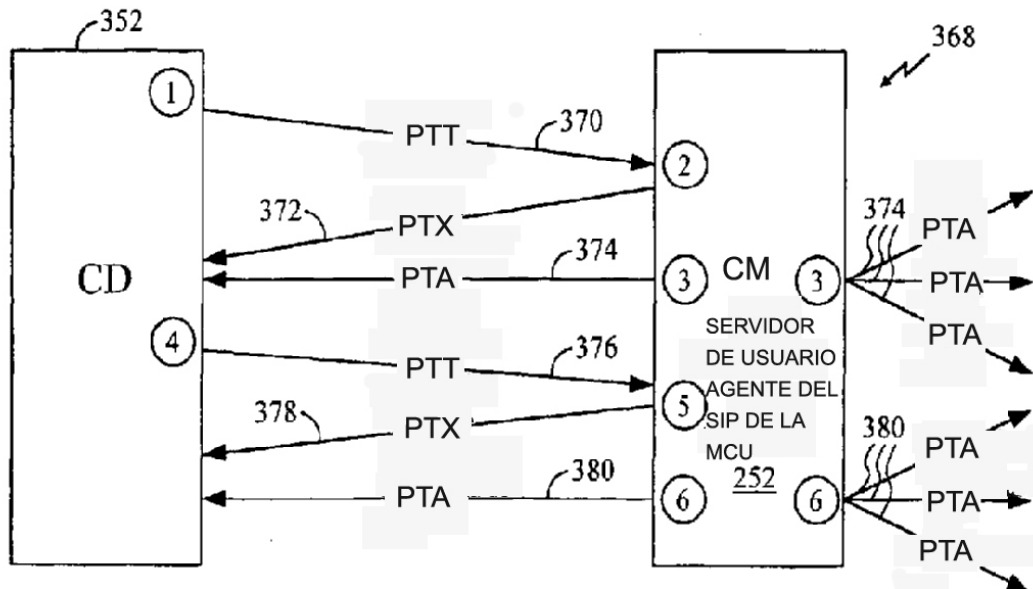 352
368
1
PTT
370
2
372
PTX
374
PTA
374
PTA
3
CM
3
PTA
CD
PTA
4
SERVIDOR
DE USUARIO
AGENTE DEL
SIP DE LA
MCU
252
PTT
376
378
PTX
5
380
PTA
380
PTA
6
6
PTA
PTA